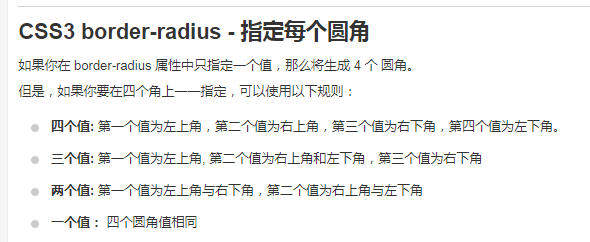 CSS3 border-radius - 指定每个圆角
如果你在 border-radius 属性中只指定一个值，那么将生成 4 个 圆角。
但是，如果你要在四个角上一一指定，可以使用以下规则：
四个值: 第一个值为左上角，第二个值为右上角，第三个值为右下角，第四个值为左下角。
三个值: 第一个值为左上角, 第二个值为右上角和左下角，第三个值为右下角
两个值: 第一个值为左上角与右下角，第二个值为右上角与左下角
一个值： 四个圆角值相同